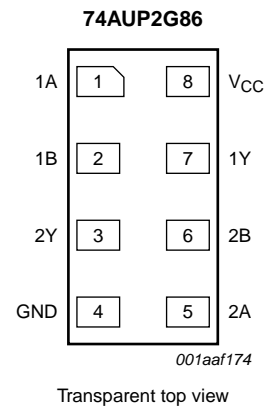 74AUP2G86
1A 1 8 VCC
1B 2 7 1Y
2Y 3 6 2B
GND 4 5 2A
001aaf174
Transparent top view